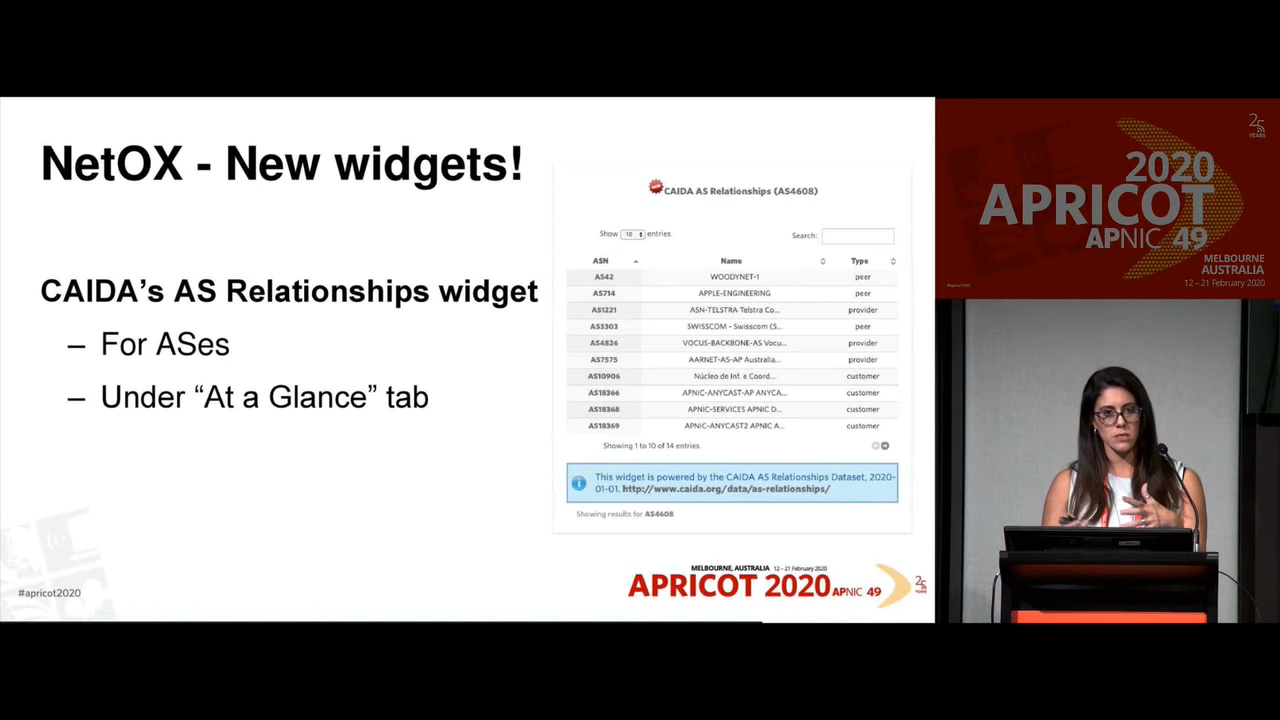 NetOX - New widgets!
CAIDA's AS Relationships widget
– For ASes
– Under “At a Glance” tab
CAIDA AS Relationships (AS4608)
Show 10 entries
Search:
ASN Name Type
AS42 WOODYNET-1 peer
AS714 APPLE-ENGINEERING peer
AS1221 ASN-TELSTRA Telstra Co... provider
AS3303 SWISSCOM - Swisscom (S... peer
AS4826 VOCUS-BACKBONE-AS Vocu... provider
AS7575 AARNET-AS-AP Australia... provider
AS10906 Núcleo de Inf. e Coord... customer
AS18366 APNIC-ANYCAST-AP ANYCA... customer
AS18368 APNIC-SERVICES APNIC D... customer
AS18369 APNIC-ANYCAST2 APNIC A... customer
Showing 1 to 10 of 14 entries
This widget is powered by the CAIDA AS Relationships Dataset, 2020-
01-01. http://www.caida.org/data/as-relationships/
Showing results for AS4608
#apricot2020
MELBOURNE, AUSTRALIA 12 – 21 February 2020
APRICOT 2020 APNIC 49
25 YEARS
25
YEARS
2020
APRICOT
APNIC 49
MELBOURNE
AUSTRALIA
12 – 21 February 2020